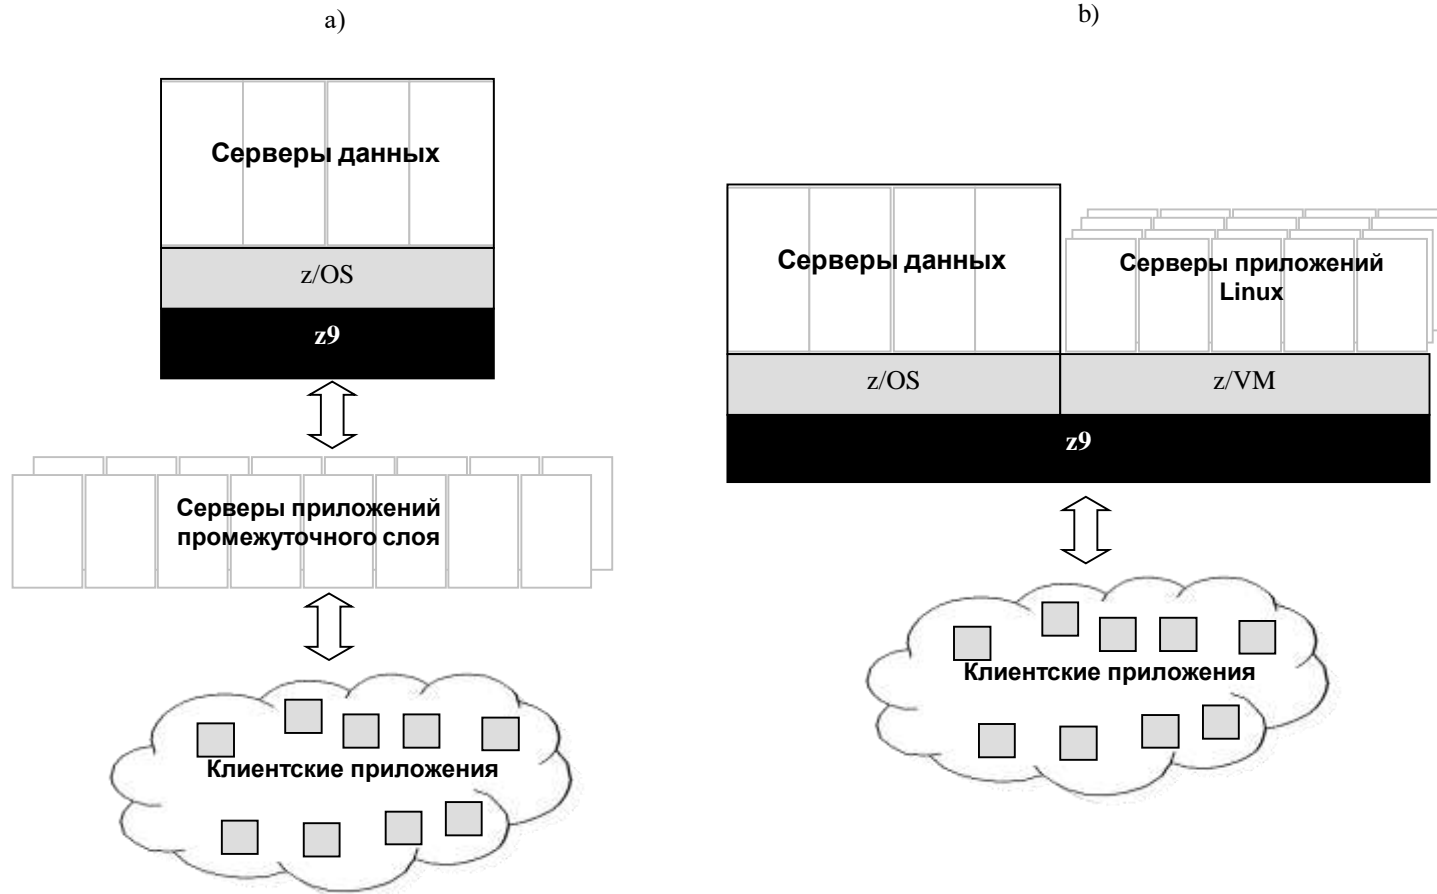 a)
Серверы данных
z/OS
z9
Серверы приложений
промежуточного слоя
Клиентские приложения
b)
Серверы данных
Серверы приложений
Linux
z/OS
z/VM
z9
Клиентские приложения